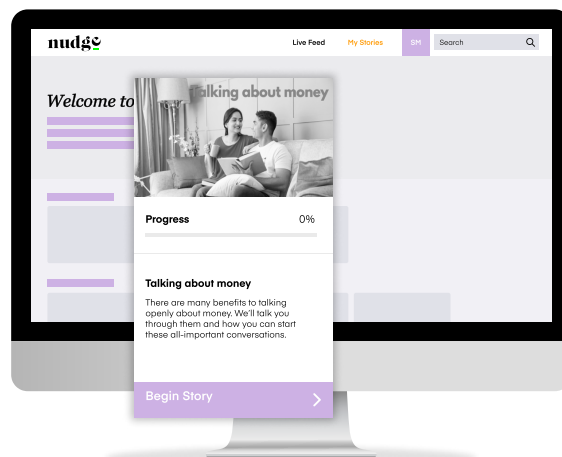 nudge
Live Feed
My Stories
SM
Search
Welcome to
Talking about money
Progress
0%
Talking about money
There are many benefits to talking
openly about money. We'll talk you
through them and how you can start
these all-important conversations.
Begin Story